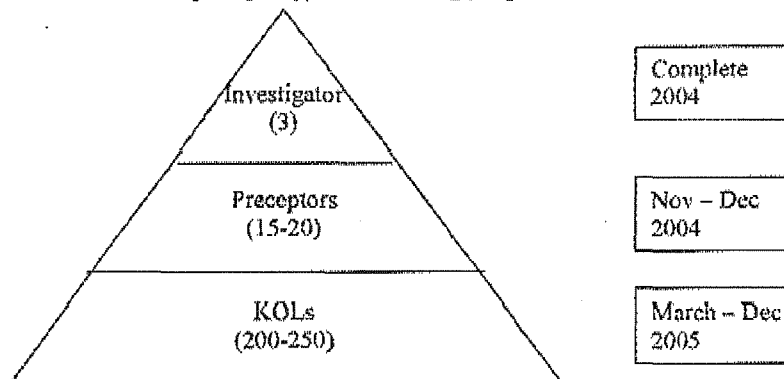 Investigator
(3)
Complete
2004
Preceptors
(15-20)
Nov – Dec
2004
KOLs
(200-250)
March – Dec
2005